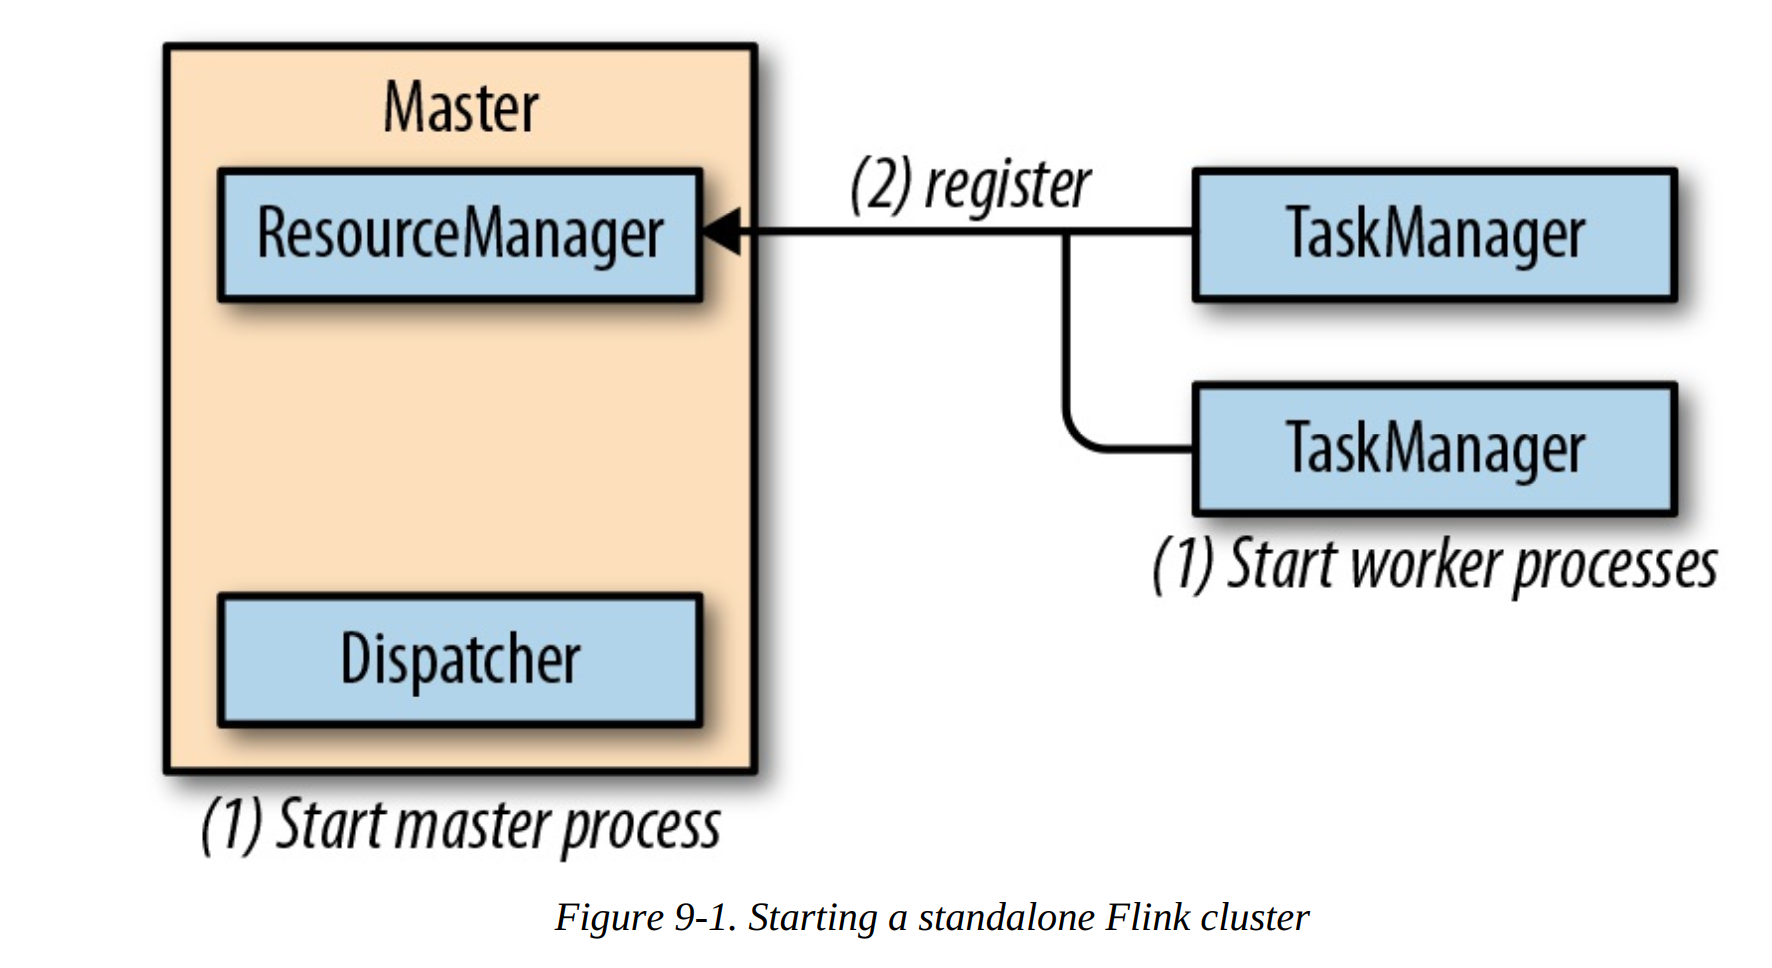 Master
(2) register
ResourceManager
TaskManager
TaskManager
(1) Start worker processes
Dispatcher
(1) Start master process
Figure 9-1. Starting a standalone Flink cluster